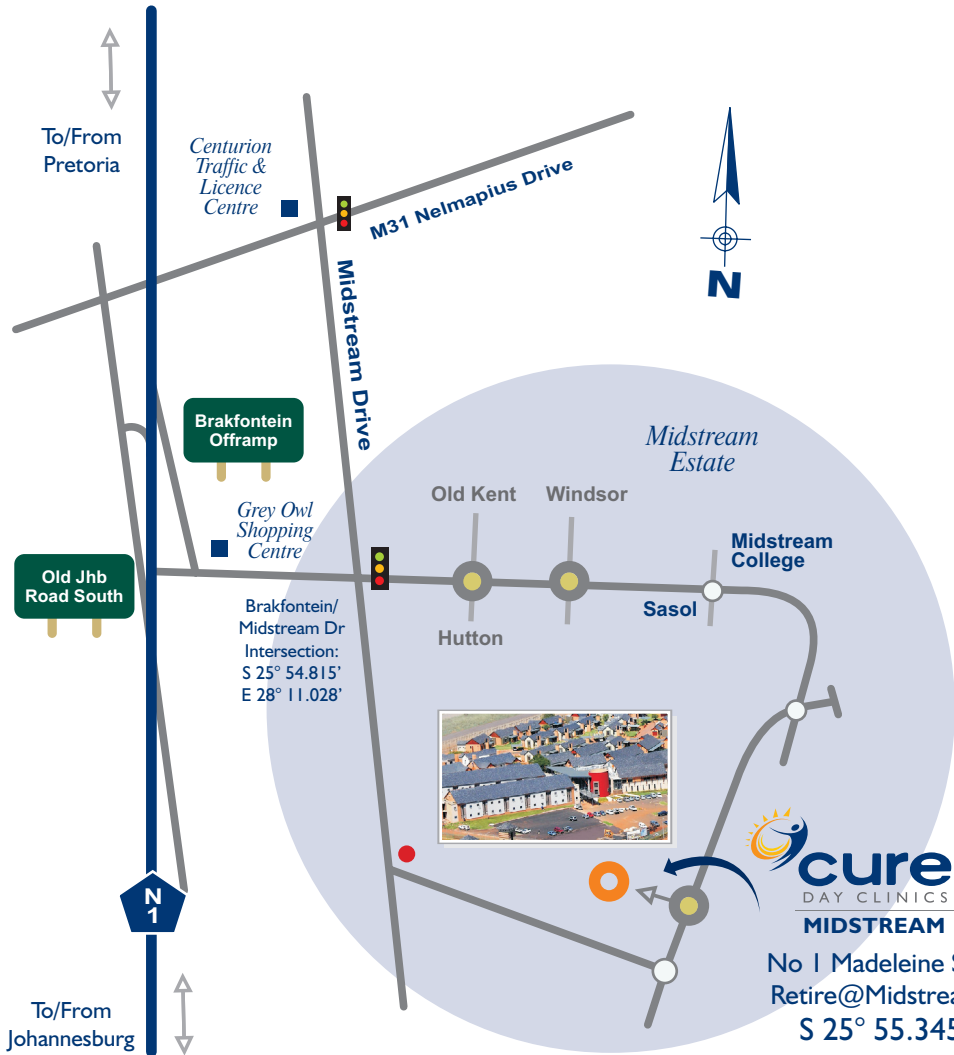 To/From
Pretoria
Centurion
Traffic &
Licence
Centre
M31 Nelmapius Drive
N
Midstream Drive
Brakfontein
Offramp
Midstream
Estate
Old Kent
Windsor
Grey Owl
Shopping
Centre
Midstream
College
Old Jhb
Road South
Sasol
Brakfontein/
Midstream Dr
Intersection:
S 25° 54.815’
E 28° 11.028’
Hutton
cure
DAY CLINICS
MIDSTREAM
N
1
No 1 Madeleine
Retire@Midstrea
S 25° 55.345
To/From
Johannesburg